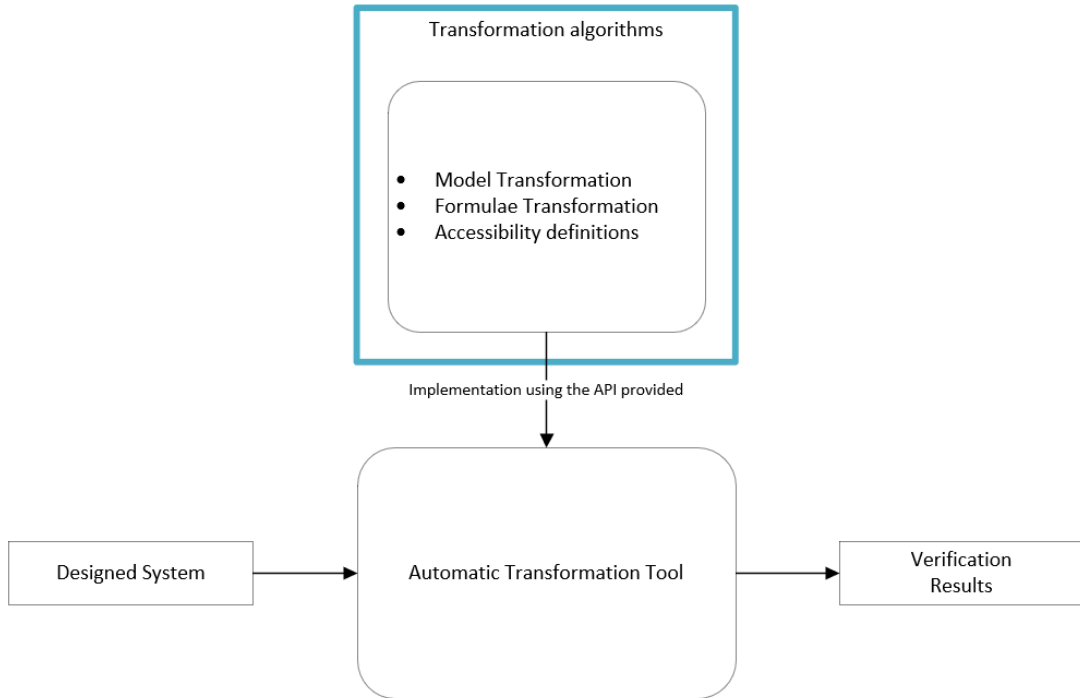 Transformation algorithms
• Model Transformation
• Formulae Transformation
• Accessibility definitions
Implementation using the API provided
Designed System
Automatic Transformation Tool
Verification
Results